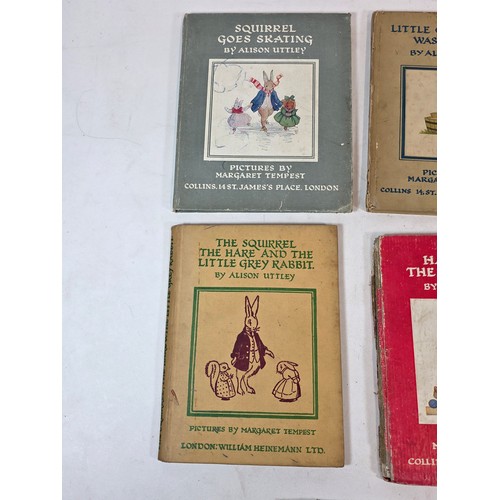 SQUIRREL
GOES SKATING
BY ALISON UTTLEY
PICTURES BY
MARGARET TEMPEST
COLLINS. 14 ST. JAMES'S PLACE. LONDON
LITTLE
WAS
BY AL
PIC
MARGA
COLLINS 14, ST.
THE SQUIRREL
THE HARE AND THE
LITTLE GREY RABBIT.
BY ALISON UTTLEY
PICTURES BY MARGARET TEMPEST
LONDON: WILLIAM HEINEMANN LTD.
HA
THE
BY
M
COLLIN